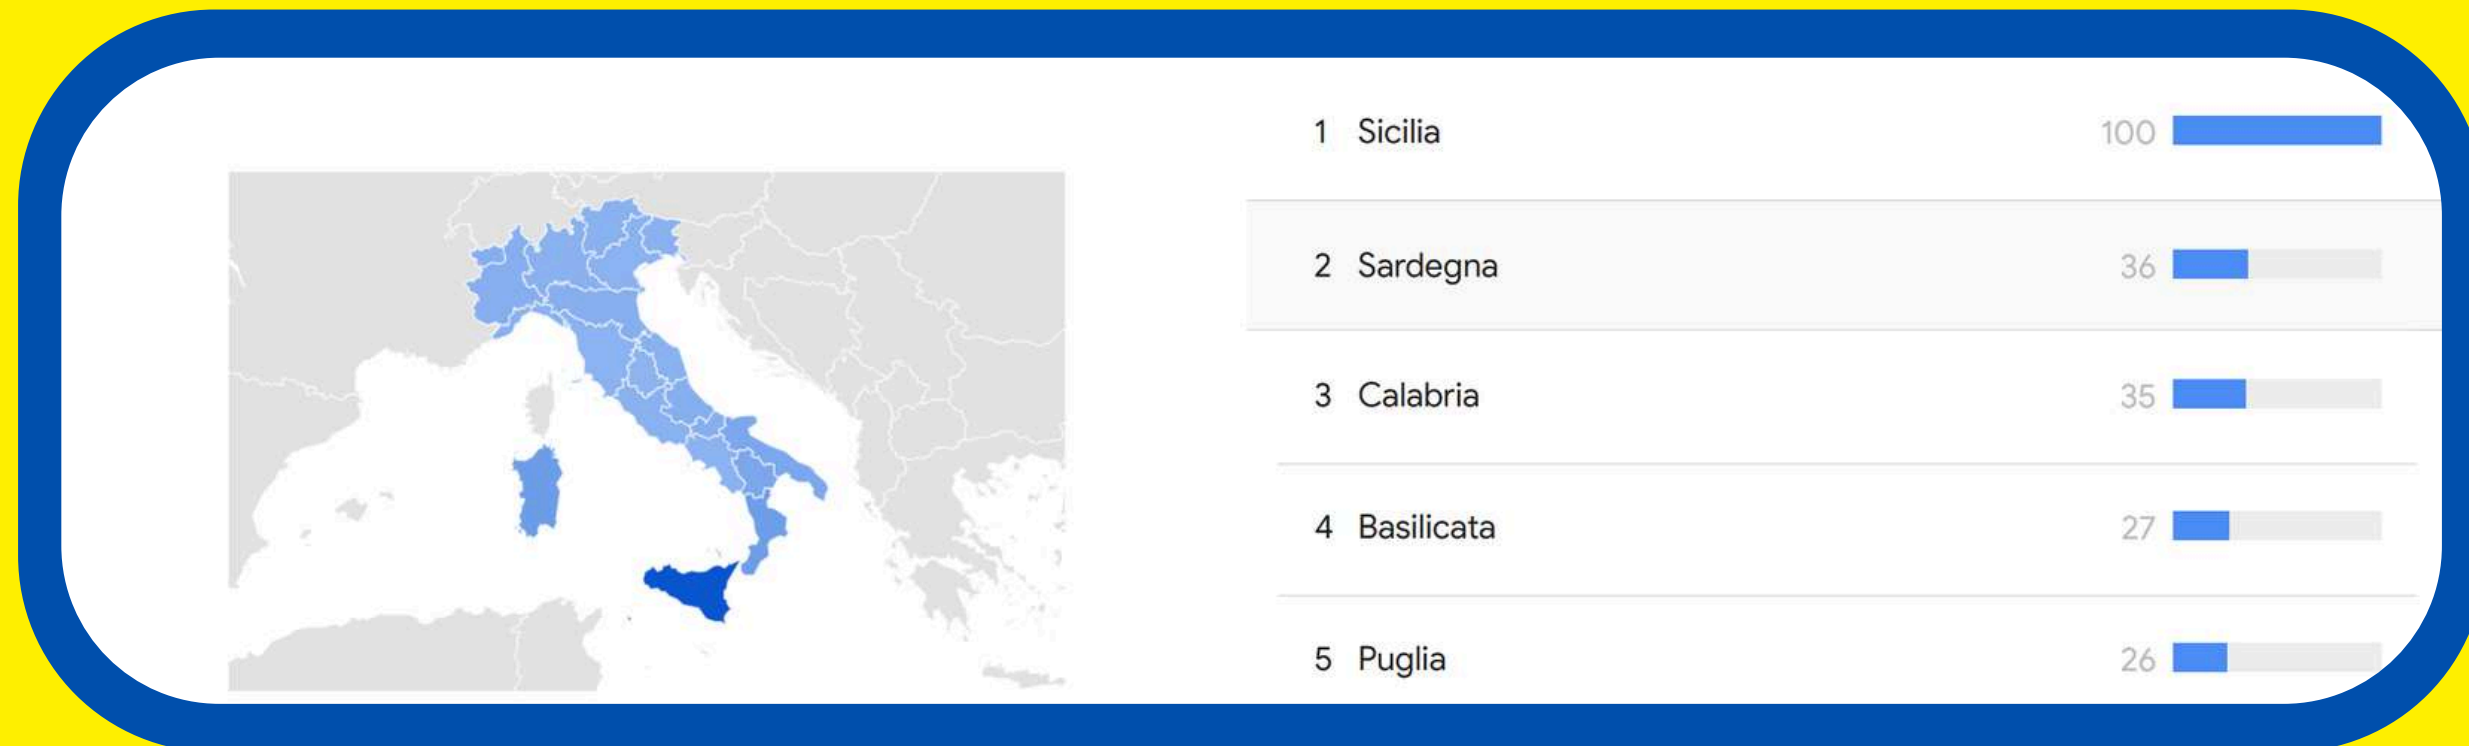 1 Sicilia 100
2 Sardegna 36
3 Calabria 35
4 Basilicata 27
5 Puglia 26